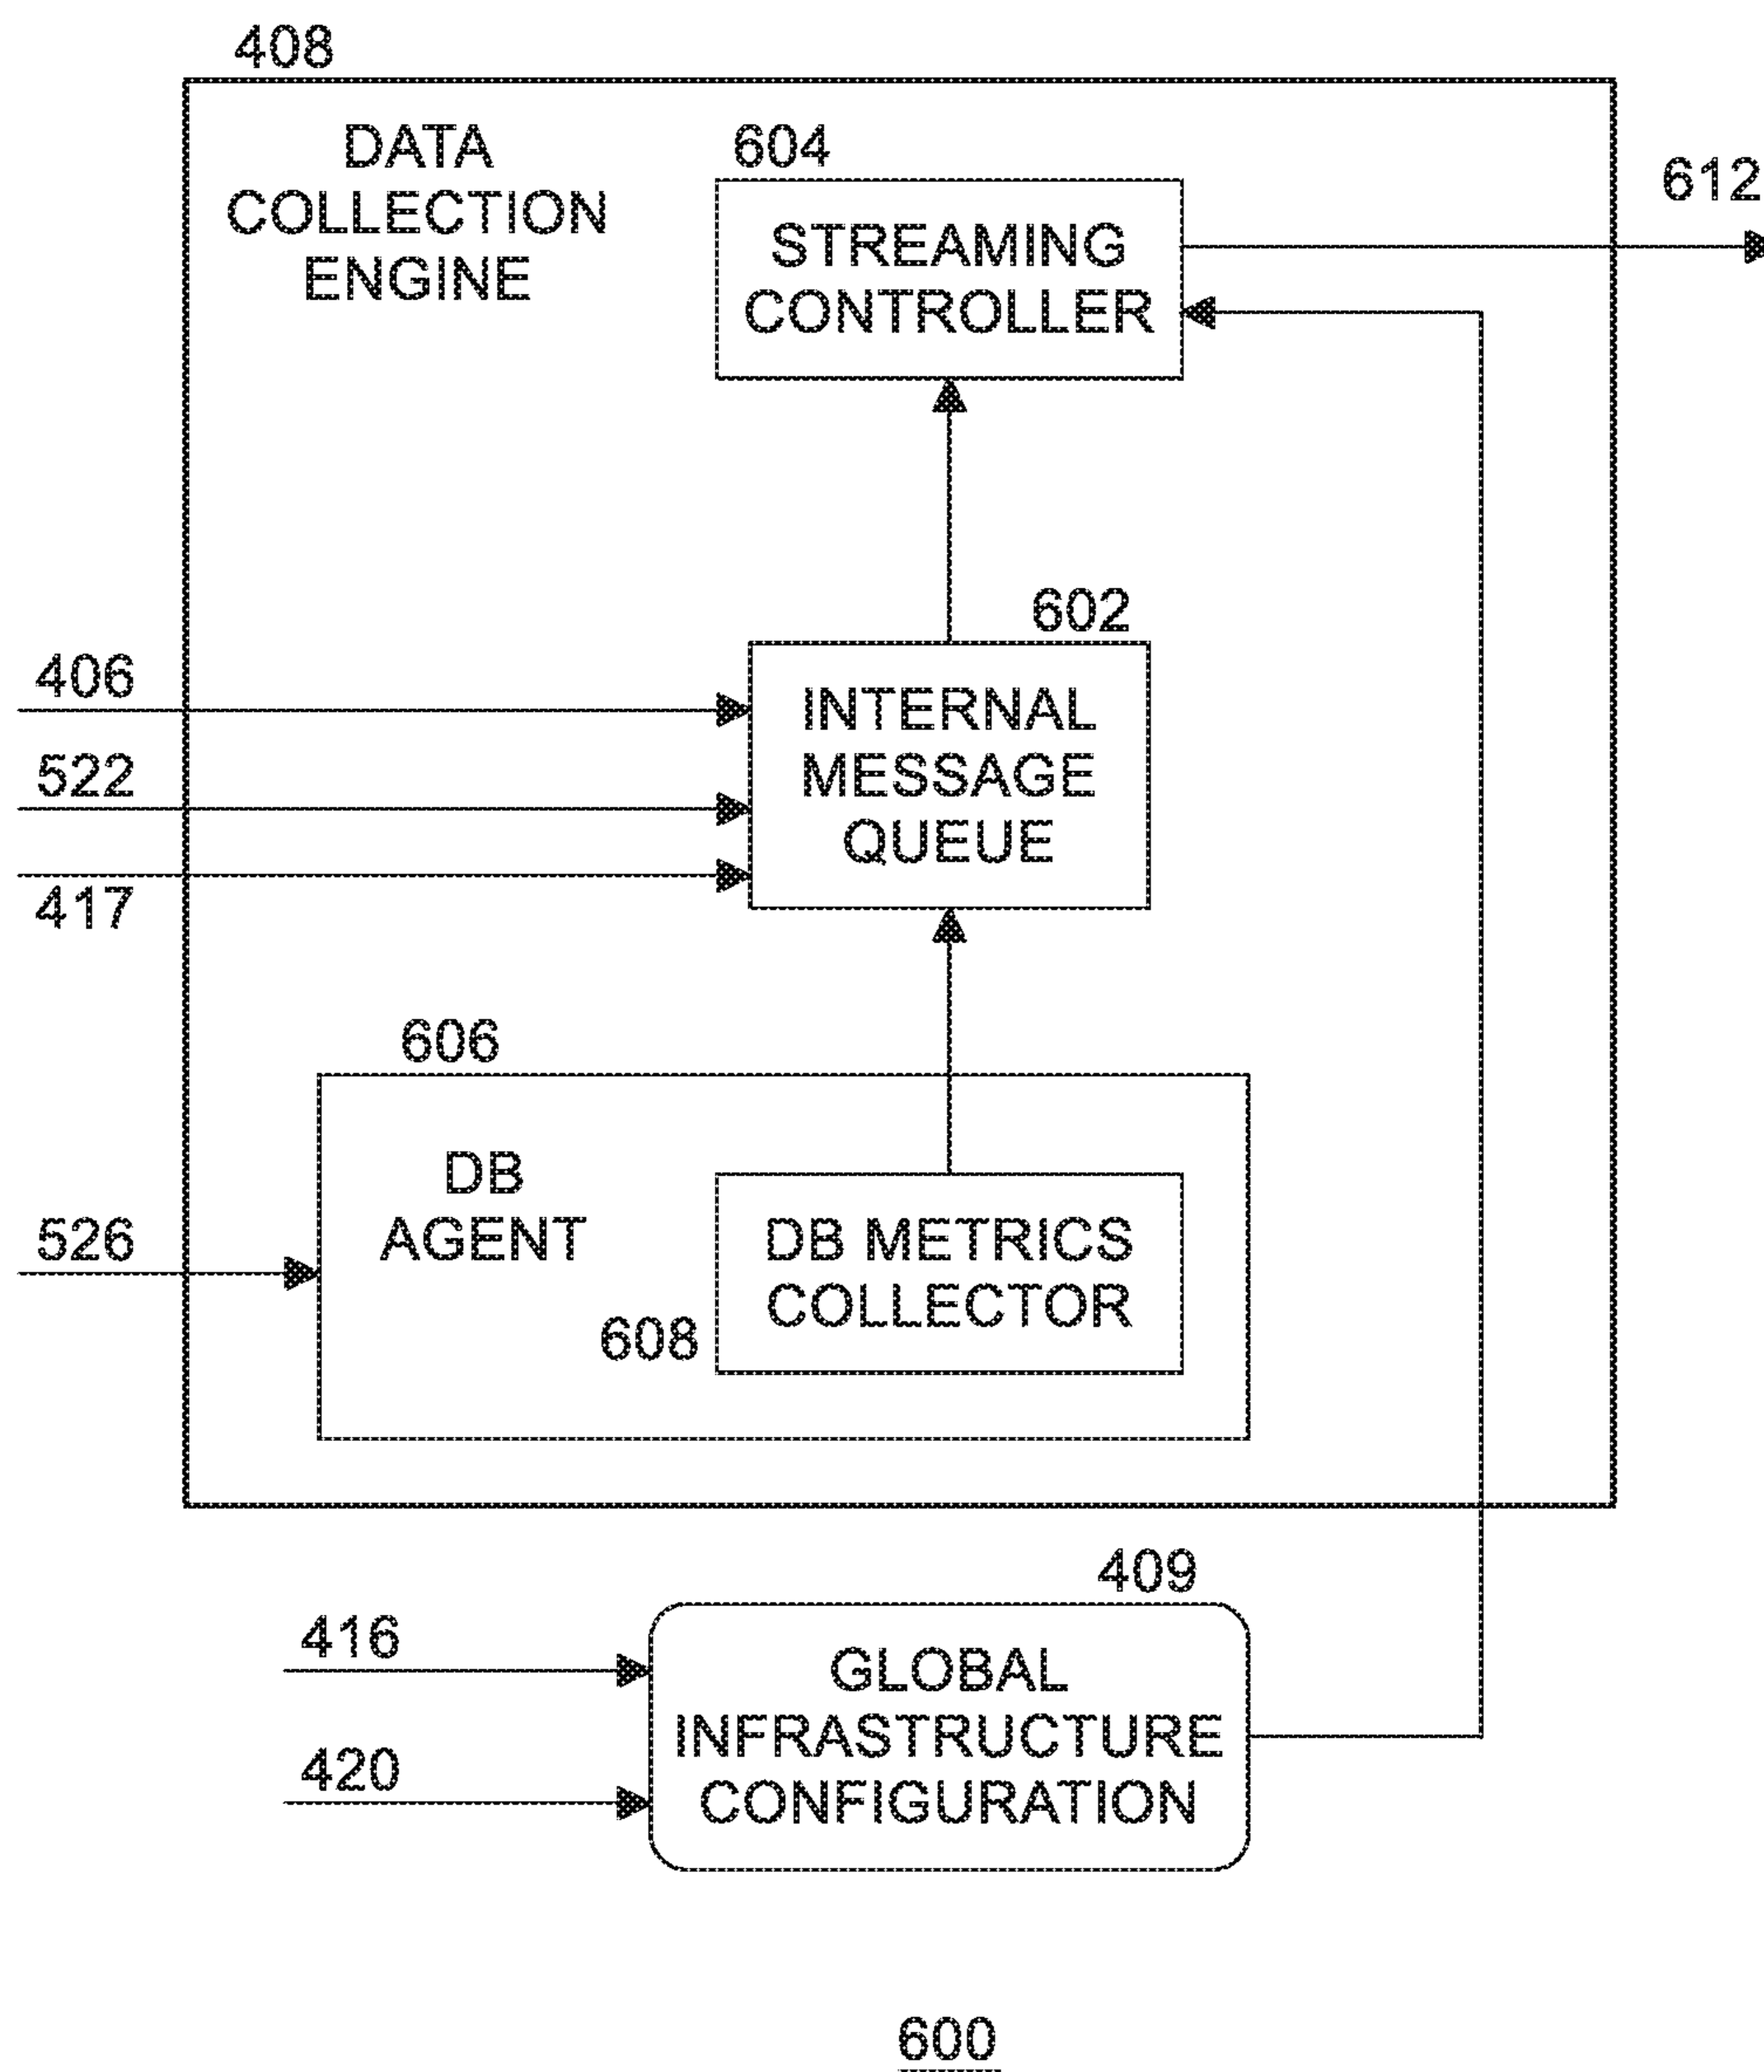 408
DATA
COLLECTION
ENGINE
604
STREAMING
CONTROLLER
612
602
INTERNAL
MESSAGE
QUEUE
406
522
417
606
DB
AGENT
526
608
DB METRICS
COLLECTOR
409
416
420
GLOBAL
INFRASTRUCTURE
CONFIGURATION
600